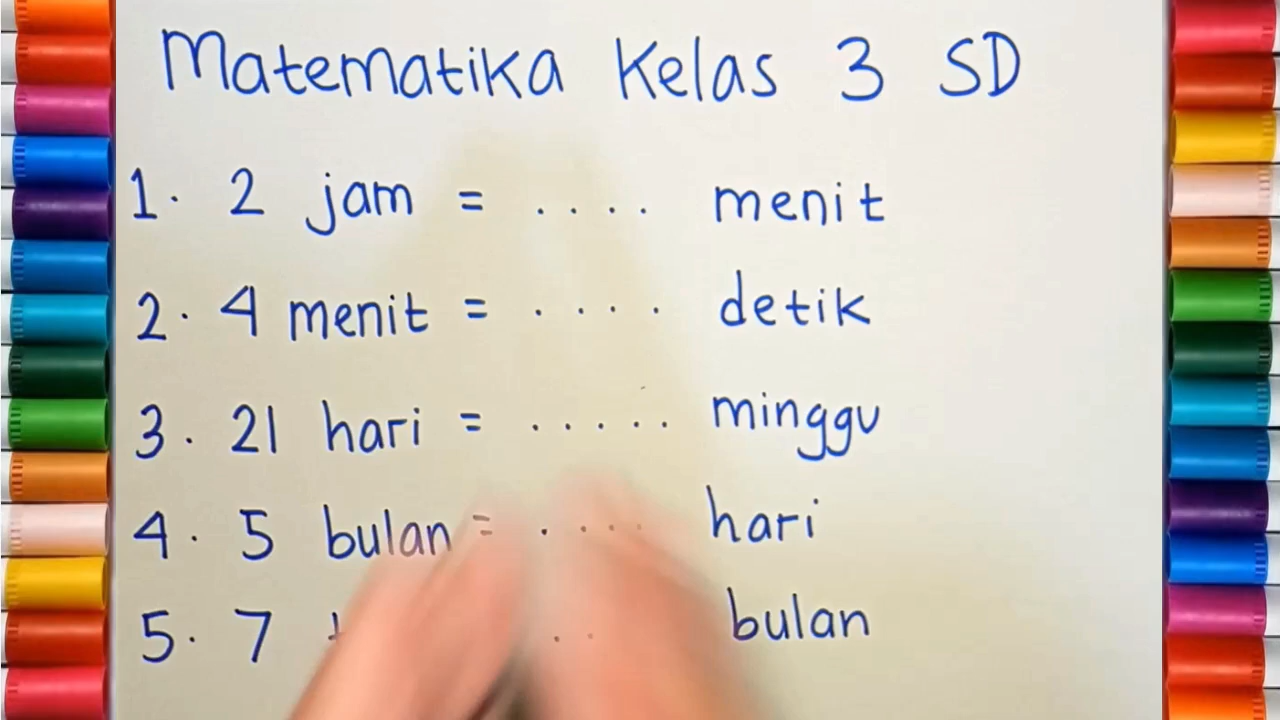 Matematika Kelas 3 SD
1. 2 jam = .... menit
2. 4 menit = .... detik
3. 21 hari = ..... minggu
4. 5 bulan = .... hari
5. 7 .. bulan